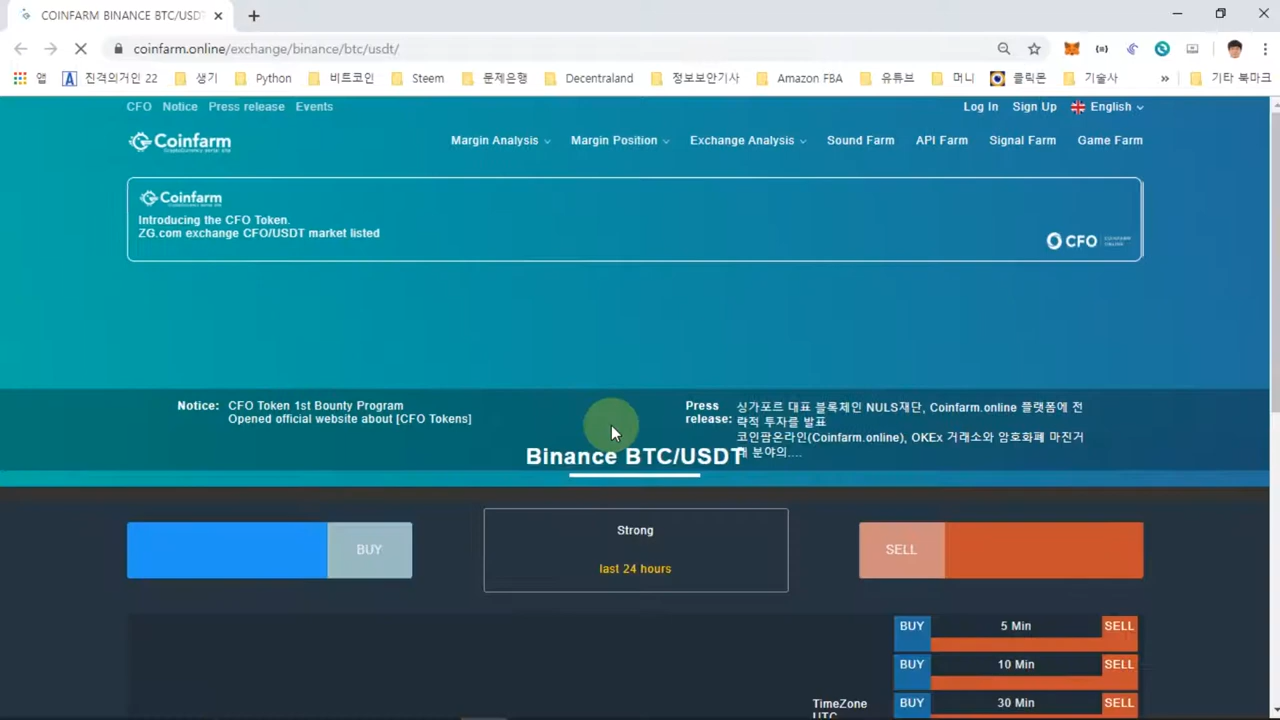 COINFARM BINANCE BTC/USDT
coinfarm.online/exchange/binance/btc/usdt/
앱 진격의거인 22 생기 Python 비트코인 Steem 문제은행 Decentraland 정보보안기사 Amazon FBA 유튜브 머니 클릭몬 기술사 » 기타 북마크
CFO Notice Press release Events Log In Sign Up English
Coinfarm Margin Analysis Margin Position Exchange Analysis Sound Farm API Farm Signal Farm Game Farm
Coinfarm
Introducing the CFO Token.
ZG.com exchange CFO/USDT market listed
CFO
Notice: CFO Token 1st Bounty Program
Opened official website about [CFO Tokens]
Press release: 싱가포르 대표 블록체인 NULS재단, Coinfarm.online 플랫폼에 전
략적 투자를 발표
코인팜온라인(Coinfarm.online), OKEx 거래소와 암호화폐 마진거
래 분야의....
Binance BTC/USDT
BUY
Strong
last 24 hours
SELL
BUY 5 Min SELL
BUY 10 Min SELL
BUY 30 Min SELL
TimeZone
UTC